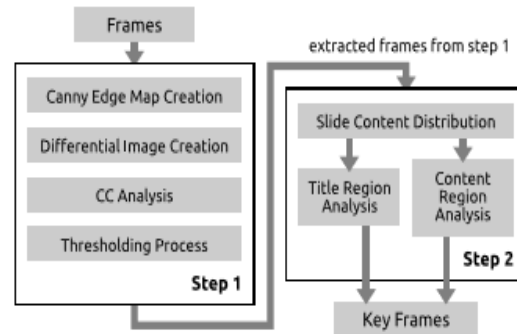 Frames
Canny Edge Map Creation
Differential Image Creation
CC Analysis
Thresholding Process
Step 1
extracted frames from step 1
Slide Content Distribution
Title Region
Analysis
Content
Region
Analysis
Step 2
Key Frames